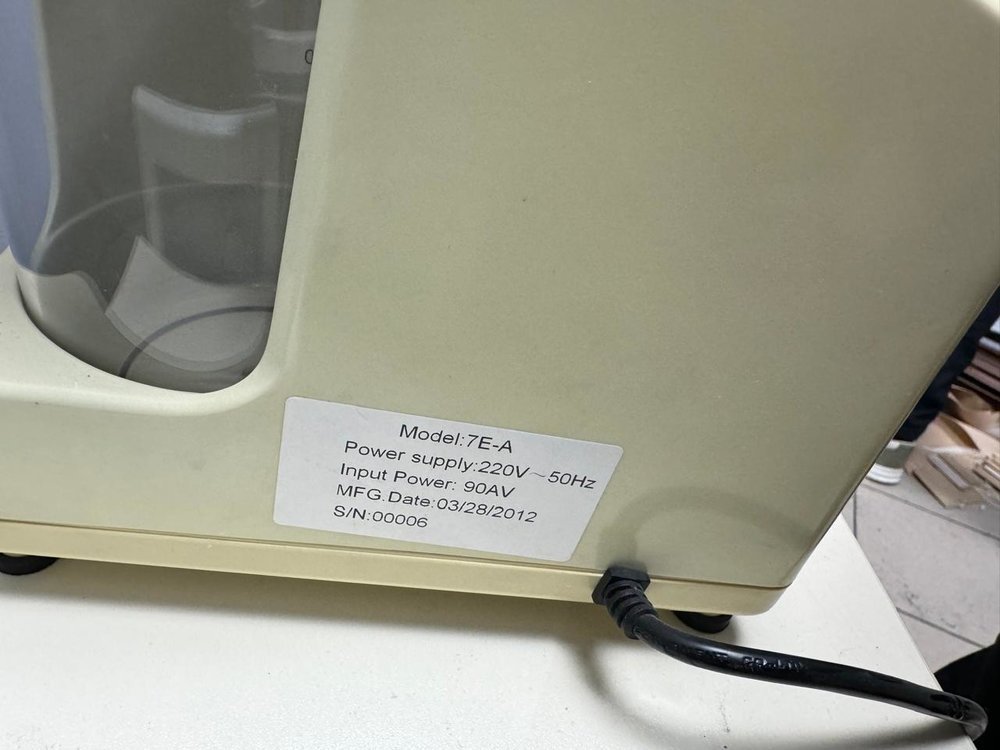 Model:7E-A
Power supply:220V～50Hz
Input Power: 90AV
MFG.Date:03/28/2012
S/N:00006